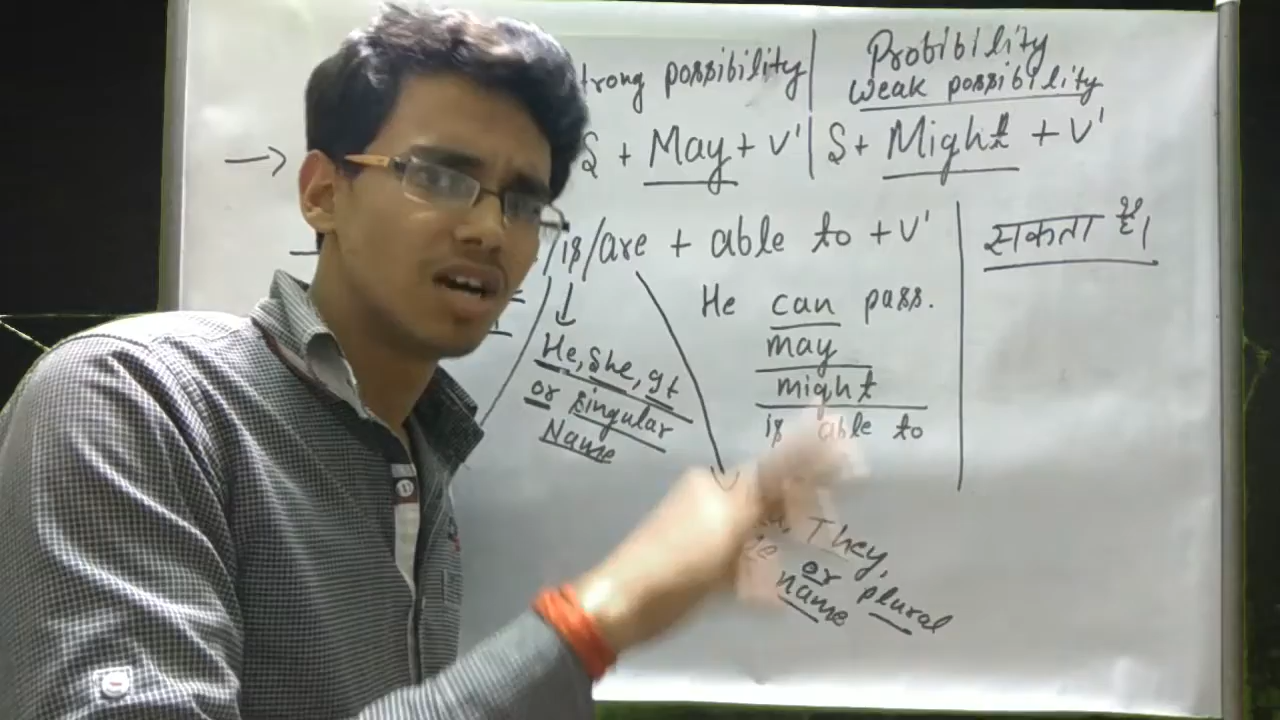 trong possibility | Probibility
weak possibility
→ S + May + V' | S + Might + V'
/is/are + able to + V' | सकता है।
He can pass.
may
might
is able to
He, She, It
or singular
Name
They,
or plural
name